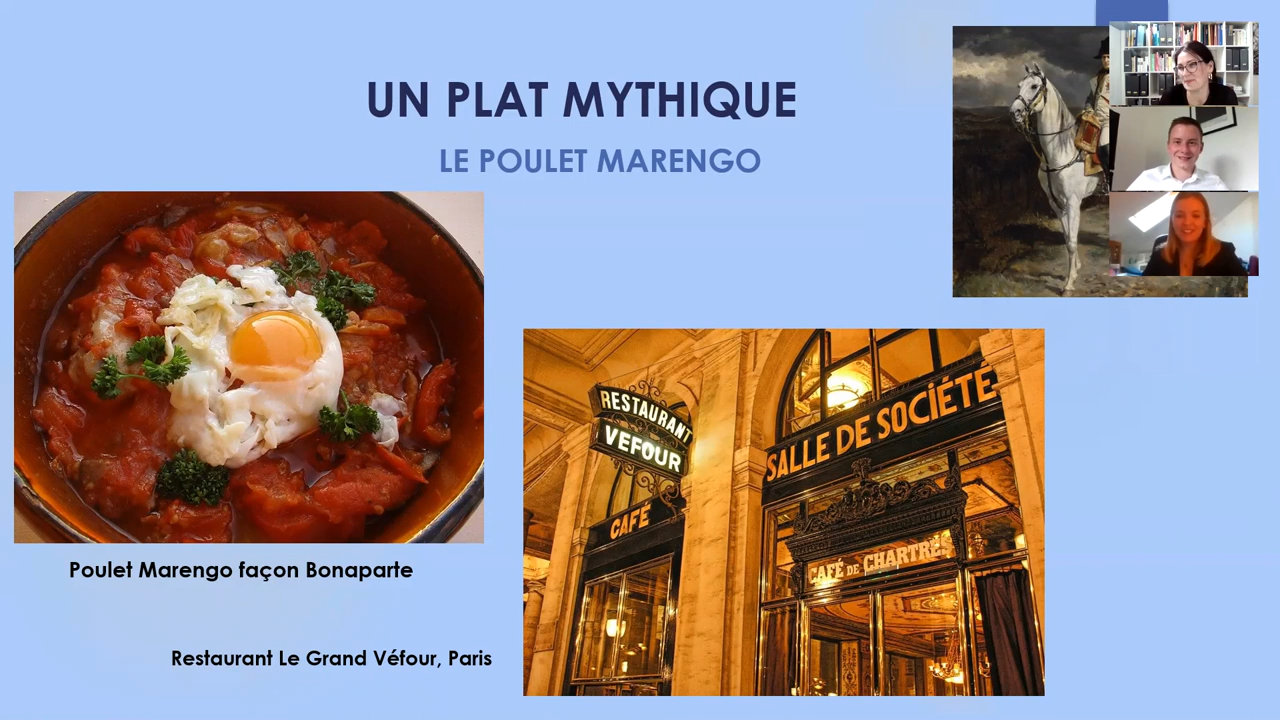 UN PLAT MYTHIQUE
LE POULET MARENGO
Poulet Marengo façon Bonaparte
Restaurant Le Grand Véfour, Paris
RESTAURANT
VEFOUR
CAFÉ
SALLE DE SOCIÉTÉ
CAFÉ DE CHARTRES